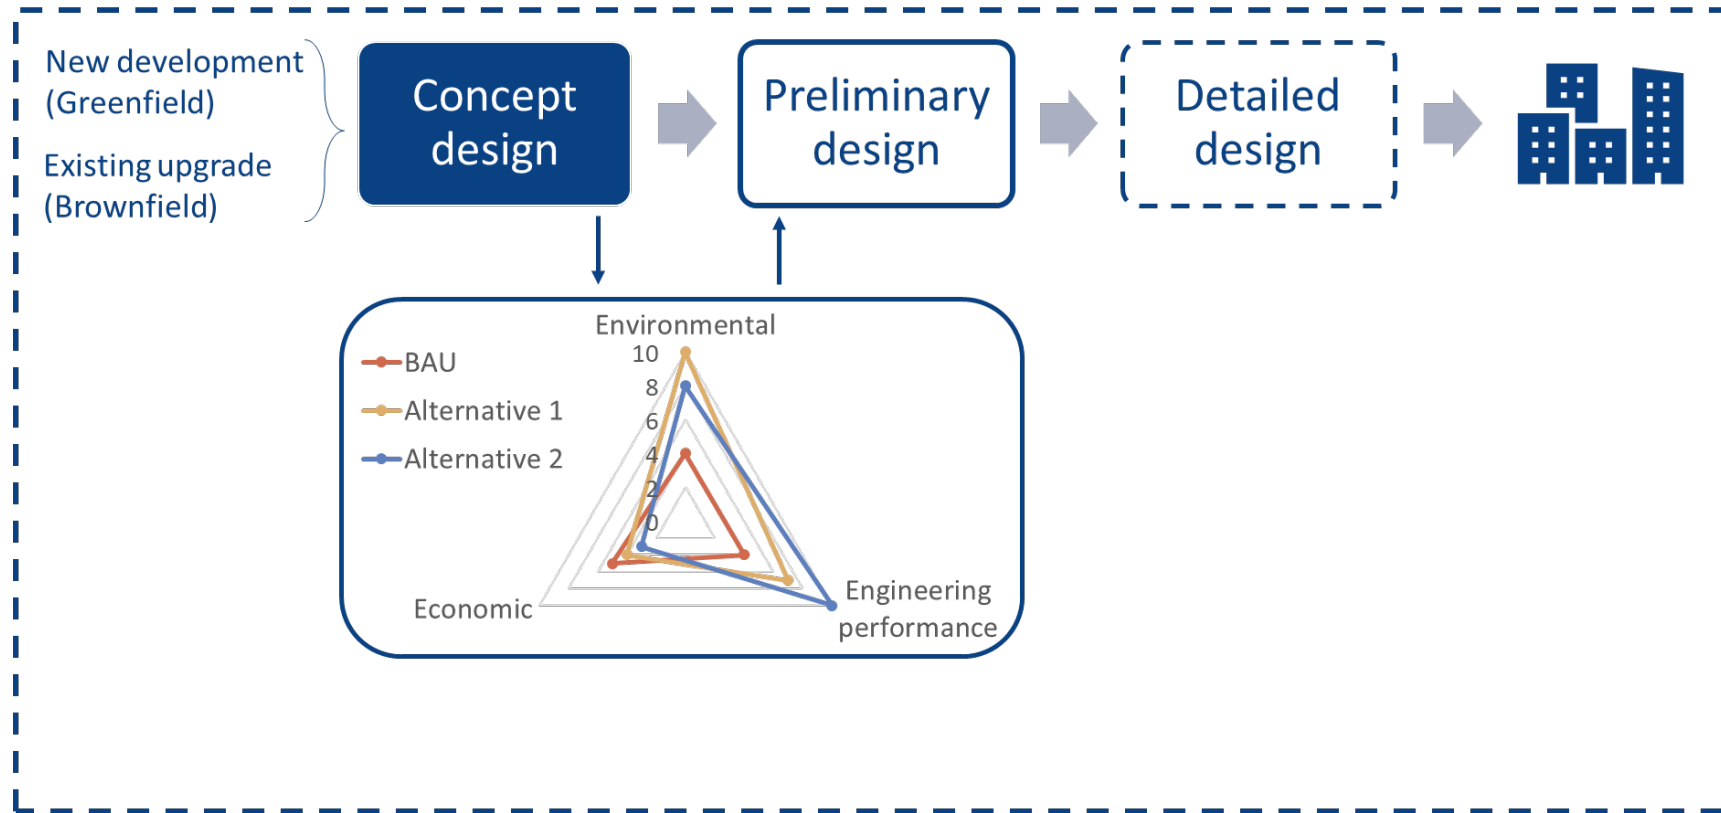 New development
(Greenfield)
Existing upgrade
(Brownfield)
Concept
design
Preliminary
design
Detailed
design
Environmental
BAU
Alternative 1
Alternative 2
10
8
6
4
2
0
Economic
Engineering
performance